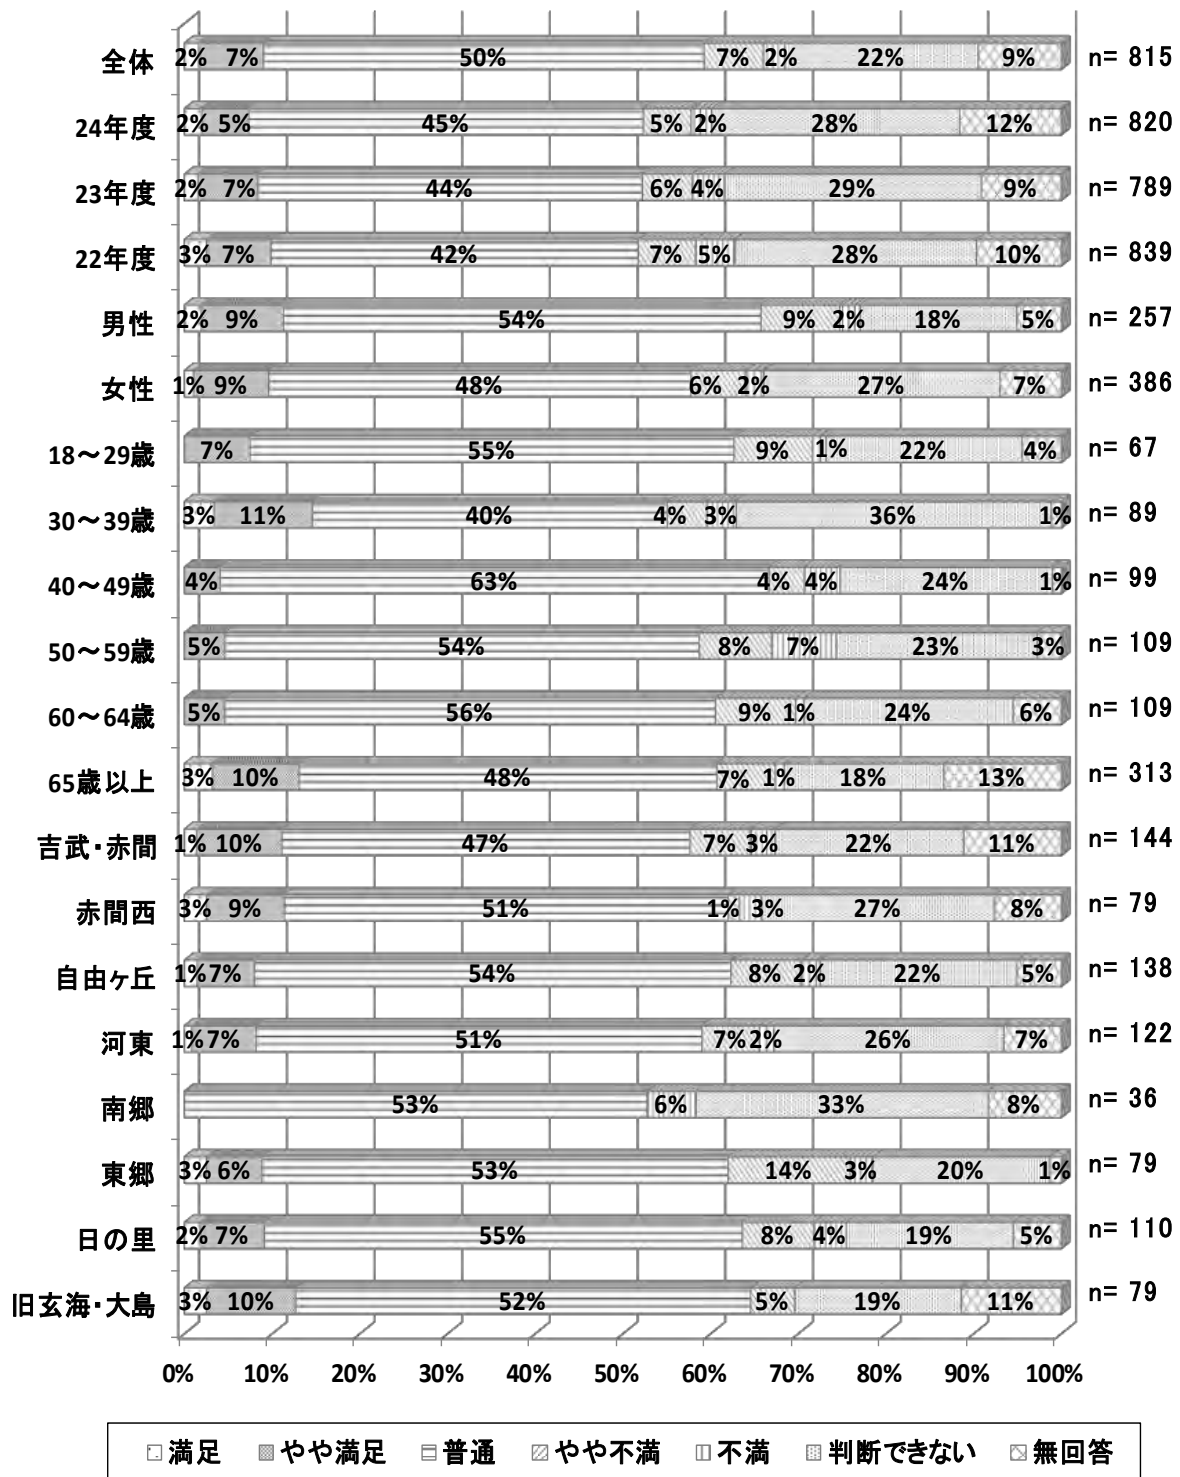 全体 2% 7% 50% 7% 2% 22% 9% n= 815
24年度 2% 5% 45% 5% 2% 28% 12% n= 820
23年度 2% 7% 44% 6% 4% 29% 9% n= 789
22年度 3% 7% 42% 7% 5% 28% 10% n= 839
男性 2% 9% 54% 9% 2% 18% 5% n= 257
女性 1% 9% 48% 6% 2% 27% 7% n= 386
18～29歳 7% 55% 9% 1% 22% 4% n= 67
30～39歳 3% 11% 40% 4% 3% 36% 1% n= 89
40～49歳 4% 63% 4% 4% 24% 1% n= 99
50～59歳 5% 54% 8% 7% 23% 3% n= 109
60～64歳 5% 56% 9% 1% 24% 6% n= 109
65歳以上 3% 10% 48% 7% 1% 18% 13% n= 313
吉武・赤間 1% 10% 47% 7% 3% 22% 11% n= 144
赤間西 3% 9% 51% 1% 3% 27% 8% n= 79
自由ヶ丘 1% 7% 54% 8% 2% 22% 5% n= 138
河東 1% 7% 51% 7% 2% 26% 7% n= 122
南郷 53% 6% 33% 8% n= 36
東郷 3% 6% 53% 14% 3% 20% 1% n= 79
日の里 2% 7% 55% 8% 4% 19% 5% n= 110
旧玄海・大島 3% 10% 52% 5% 19% 11% n= 79
0% 10% 20% 30% 40% 50% 60% 70% 80% 90% 100%
満足 やや満足 普通 やや不満 不満 判断できない 無回答